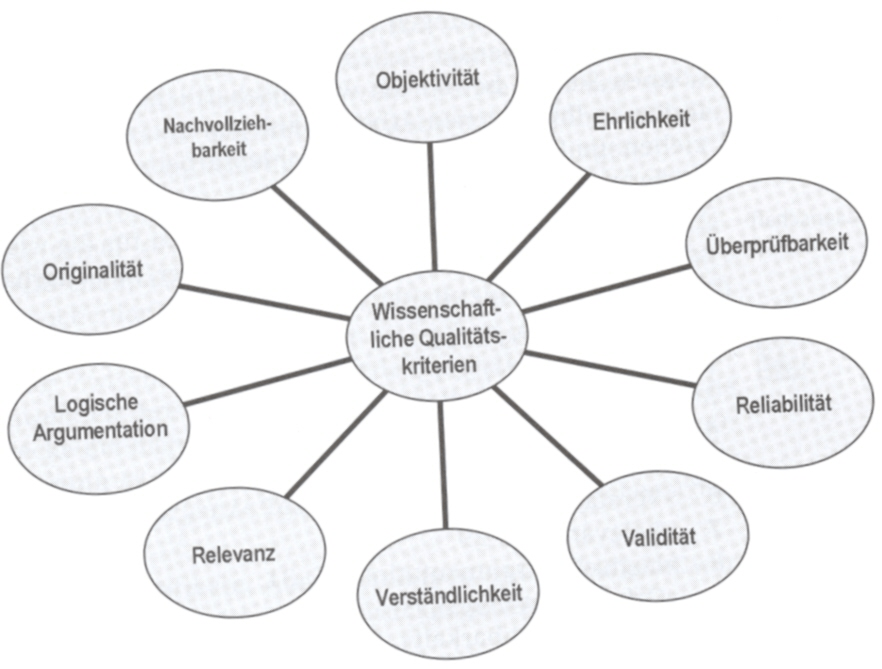 Objektivität
Ehrlichkeit
Nachvollzieh-
barkeit
Überprüfbarkeit
Originalität
Wissenschaft-
liche Qualitäts-
kriterien
Reliabilität
Logische
Argumentation
Validität
Relevanz
Verständlichkeit